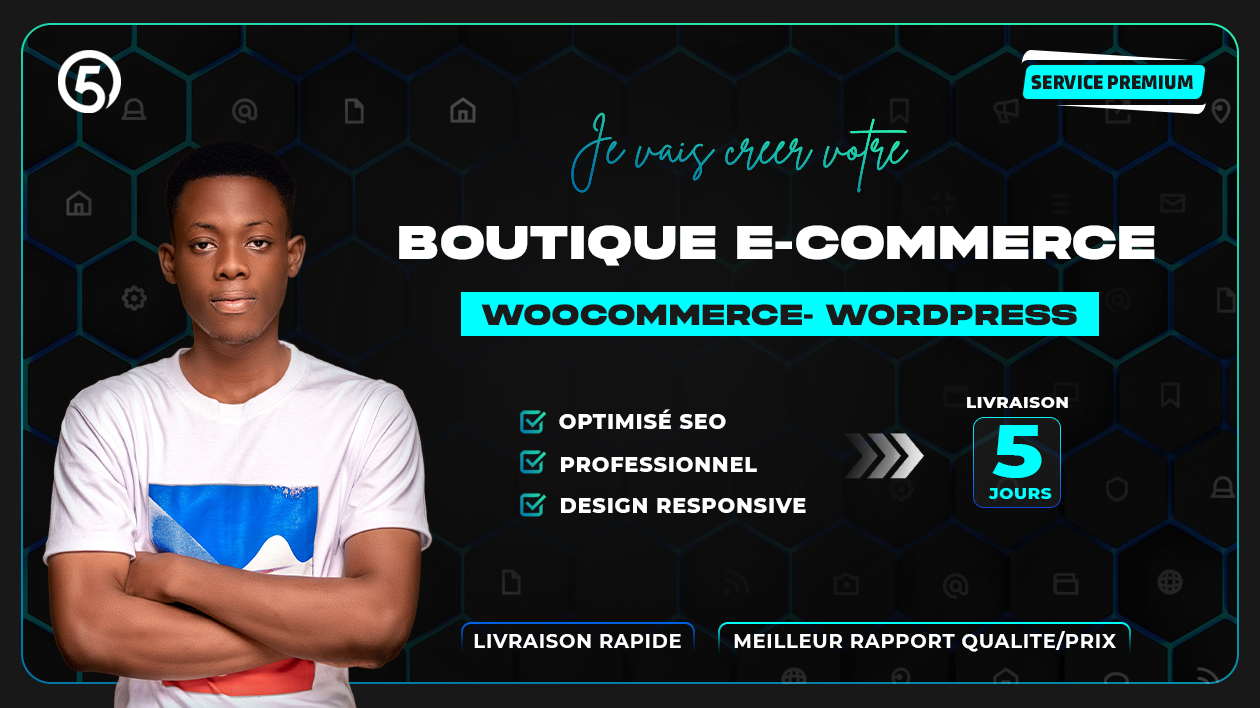 5
SERVICE PREMIUM
Je vais creer votre
BOUTIQUE E-COMMERCE
WOOCOMMERCE- WORDPRESS
OPTIMISÉ SEO
PROFESSIONNEL
DESIGN RESPONSIVE
LIVRAISON
5
JOURS
LIVRAISON RAPIDE
MEILLEUR RAPPORT QUALITE/PRIX